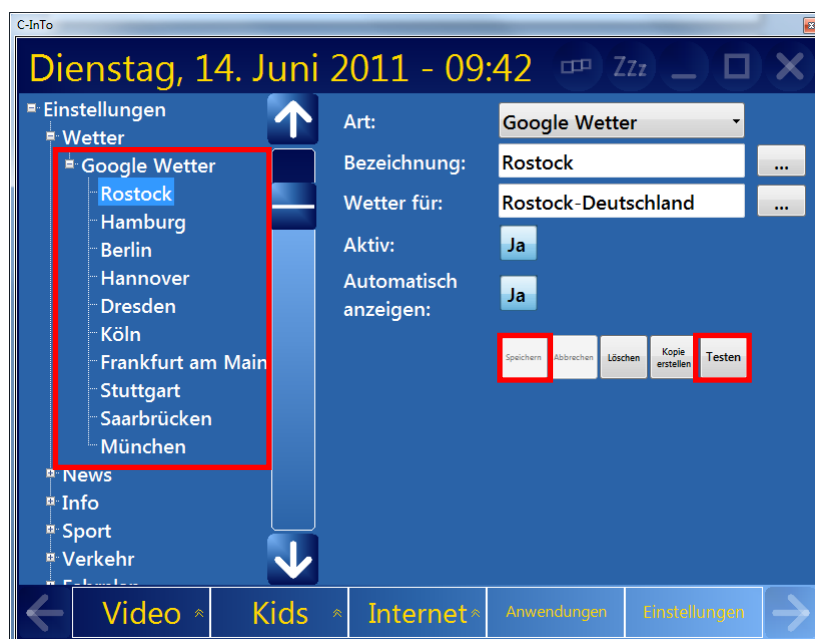 C-InTo
Dienstag, 14. Juni 2011 - 09:42
Zzz
Einstellungen
Wetter
Google Wetter
Rostock
Hamburg
Berlin
Hannover
Dresden
Köln
Frankfurt am Main
Stuttgart
Saarbrücken
München
News
Info
Sport
Verkehr
Art:
Google Wetter
Bezeichnung:
Rostock
...
Wetter für:
Rostock-Deutschland
...
Aktiv:
Ja
Automatisch
anzeigen:
Ja
Speichern
Abbrechen
Löschen
Kopie
erstellen
Testen
Video
Kids
Internet
Anwendungen
Einstellungen